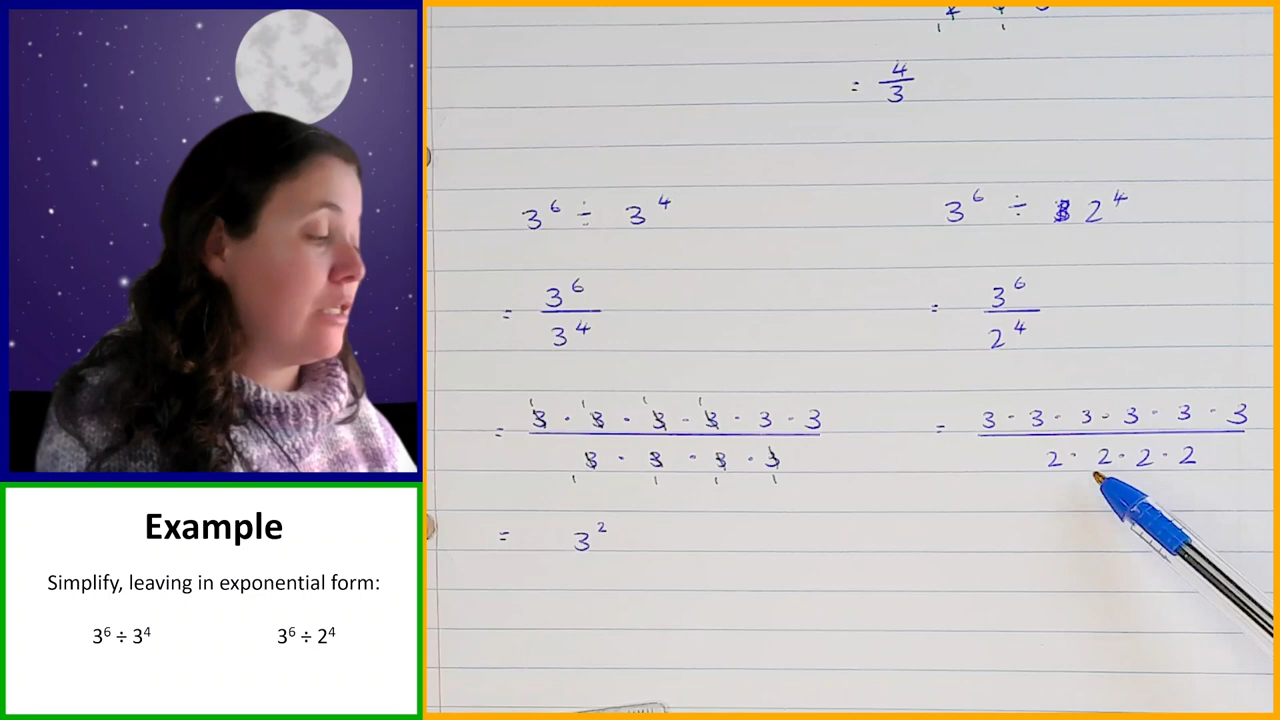 Example
Simplify, leaving in exponential form:
3⁶ ÷ 3⁴ 3⁶ ÷ 2⁴
= 4/3
3⁶ ÷ 3⁴
= 3⁶/3⁴
= 3 · 3 · 3 · 3 · 3 · 3
3 · 3 · 3 · 3
= 3²
3⁶ ÷ 2⁴
= 3⁶/2⁴
= 3 · 3 · 3 · 3 · 3 · 3
2 · 2 · 2 · 2